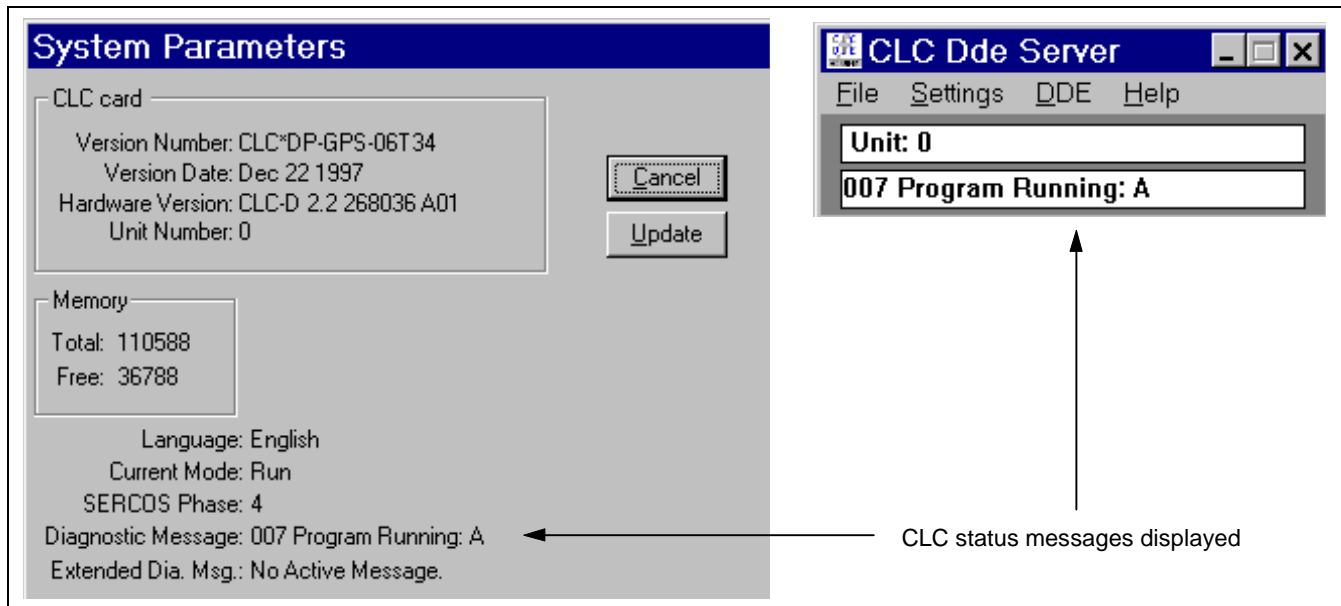 System Parameters
CLC card
Version Number: CLC*DP-GPS-06T34
Version Date: Dec 22 1997
Hardware Version: CLC-D 2.2 268036 A01
Unit Number: 0
Cancel
Update
Memory
Total: 110588
Free: 36788
Language: English
Current Mode: Run
SERCOS Phase: 4
Diagnostic Message: 007 Program Running: A
Extended Dia. Msg.: No Active Message.
CLC Dde Server
File Settings DDE Help
Unit: 0
007 Program Running: A
CLC status messages displayed